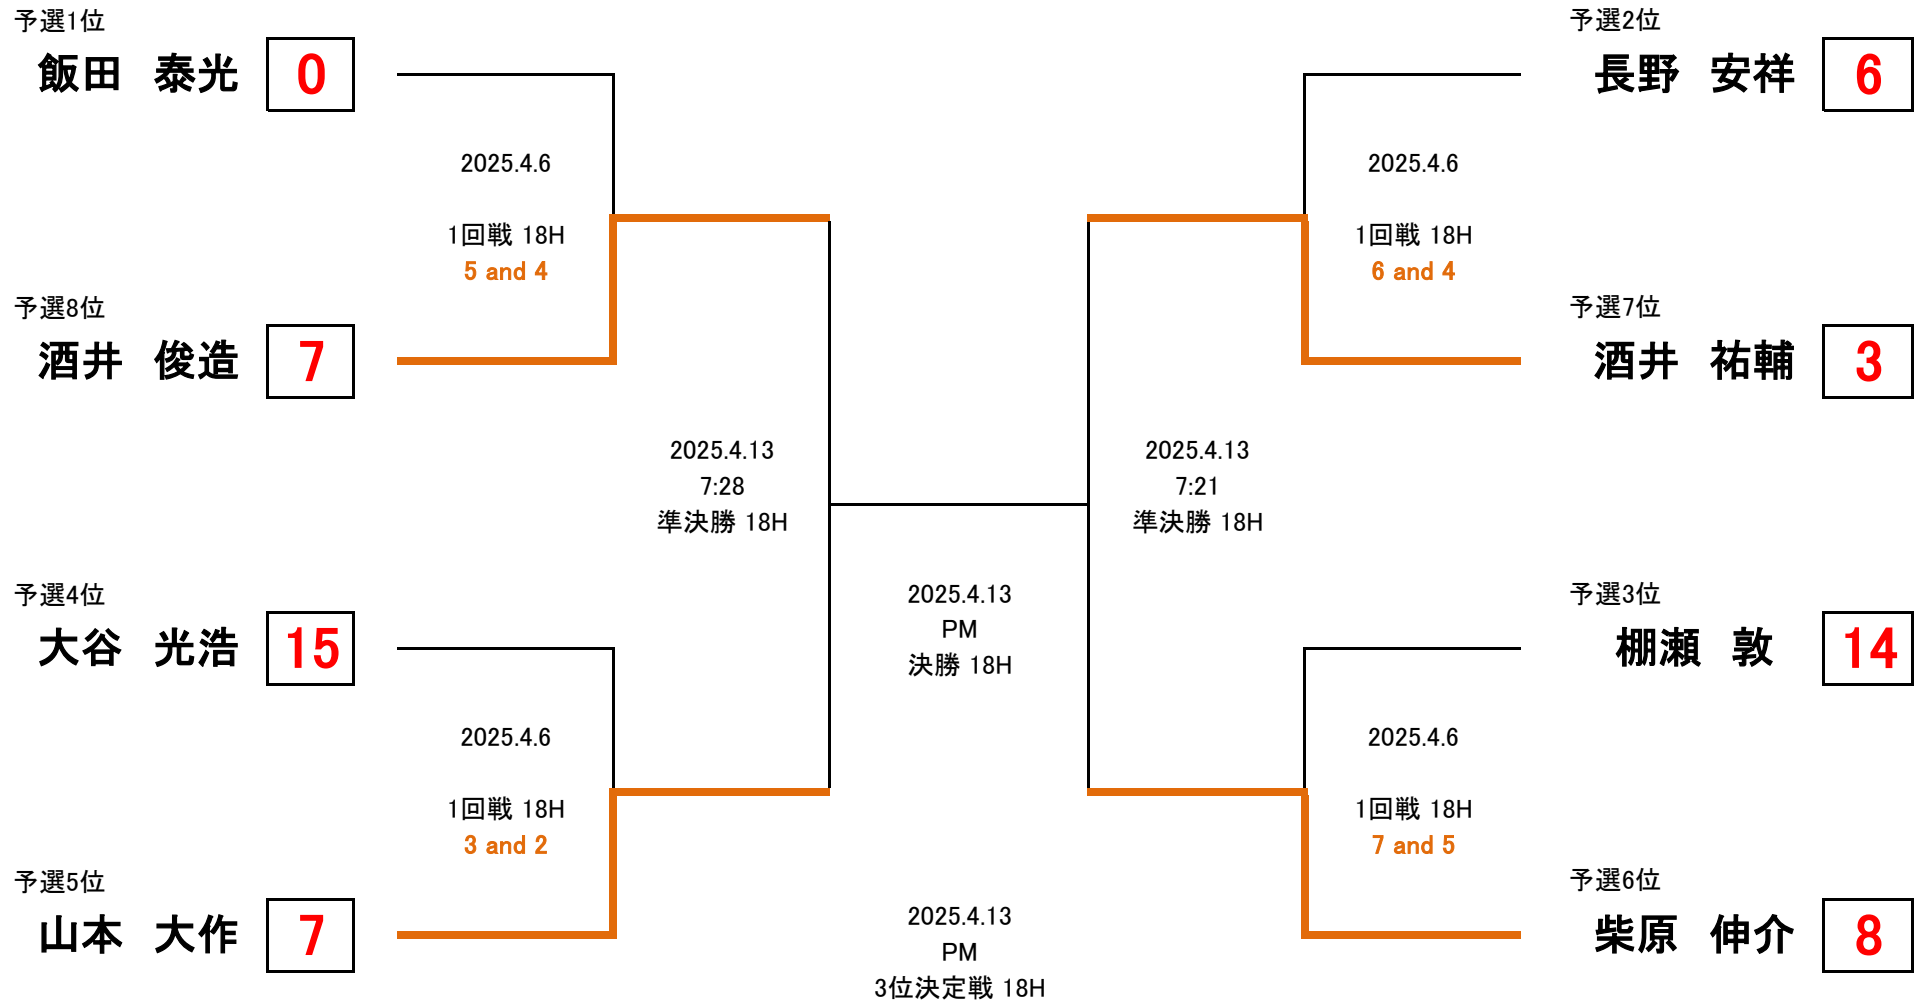 予選1位
飯田　泰光 0
2025.4.6
1回戦 18H
5 and 4
予選8位
酒井　俊造 7
2025.4.13
7:28
準決勝 18H
予選4位
大谷　光浩 15
2025.4.6
1回戦 18H
3 and 2
予選5位
山本　大作 7
2025.4.13
PM
決勝 18H
2025.4.13
PM
3位決定戦 18H
予選2位
長野　安祥 6
2025.4.6
1回戦 18H
6 and 4
予選7位
酒井　祐輔 3
2025.4.13
7:21
準決勝 18H
予選3位
棚瀬　敦 14
2025.4.6
1回戦 18H
7 and 5
予選6位
柴原　伸介 8